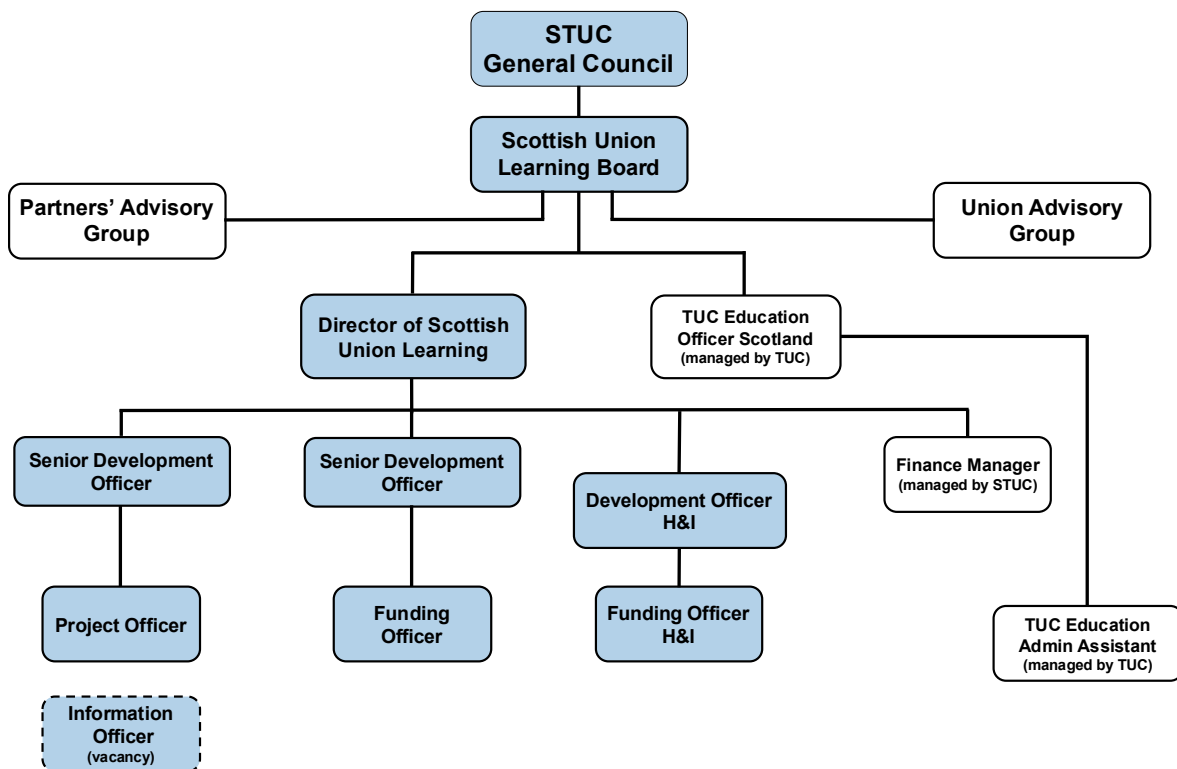 STUC
General Council
Scottish Union
Learning Board
Partners’ Advisory
Group
Union Advisory
Group
Director of Scottish
Union Learning
TUC Education
Officer Scotland
(managed by TUC)
Senior Development
Officer
Senior Development
Officer
Development Officer
H&I
Finance Manager
(managed by STUC)
Project Officer
Funding
Officer
Funding Officer
H&I
TUC Education
Admin Assistant
(managed by TUC)
Information
Officer
(vacancy)